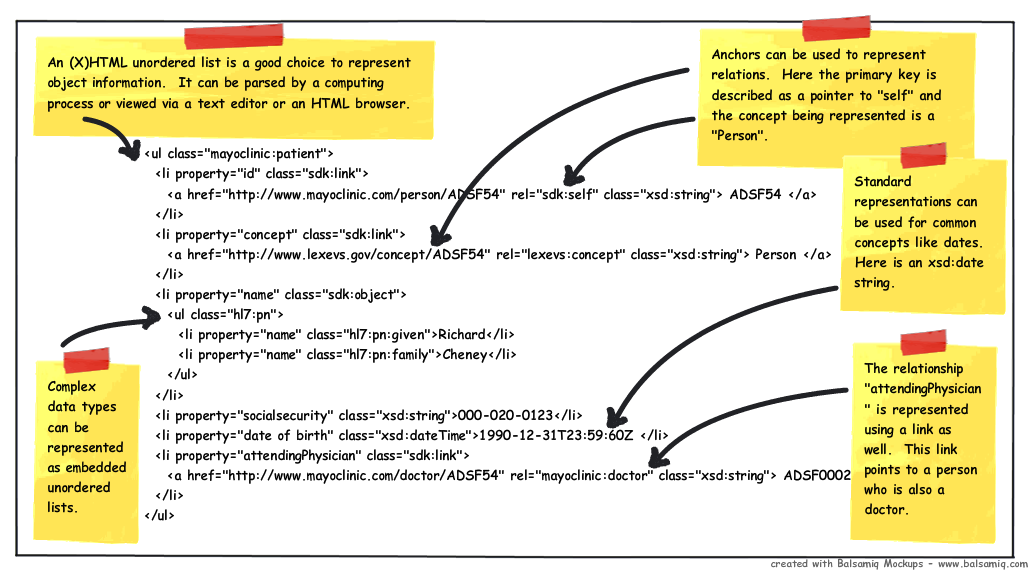 An (X)HTML unordered list is a good choice to represent
object information.  It can be parsed by a computing
process or viewed via a text editor or an HTML browser.
Anchors can be used to represent
relations.  Here the primary key is
described as a pointer to "self" and
the concept being represented is a
"Person".
Standard
representations can
be used for common
concepts like dates.
Here is an xsd:date
string.
<ul class="mayoclinic:patient">
<li property="id" class="sdk:link">
<a href="http://www.mayoclinic.com/person/ADSF54" rel="sdk:self" class="xsd:string"> ADSF54 </a>
</li>
<li property="concept" class="sdk:link">
<a href="http://www.lexevs.gov/concept/ADSF54" rel="lexevs:concept" class="xsd:string"> Person </a>
</li>
<li property="name" class="sdk:object">
<ul class="hl7:pn">
<li property="name" class="hl7:pn:given">Richard</li>
<li property="name" class="hl7:pn:family">Cheney</li>
</ul>
</li>
<li property="socialsecurity" class="xsd:string">000-020-0123</li>
<li property="date of birth" class="xsd:dateTime">1990-12-31T23:59:60Z </li>
<li property="attendingPhysician" class="sdk:link">
<a href="http://www.mayoclinic.com/doctor/ADSF54" rel="mayoclinic:doctor" class="xsd:string"> ADSF0002
</li>
</ul>
Complex
data types
can be
represented
as embedded
unordered
lists.
The relationship
"attendingPhysician
" is represented
using a link as
well.  This link
points to a person
who is also a
doctor.
created with Balsamiq Mockups - www.balsamiq.com